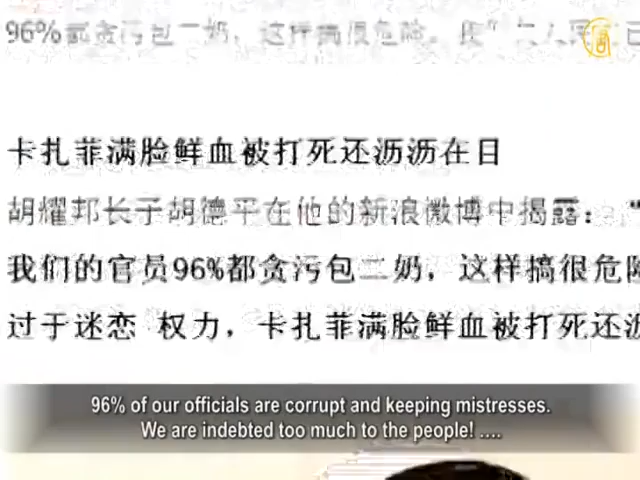 96%都贪污包二奶，这样搞很危险。我们
卡扎菲满脸鲜血被打死还沥沥在目
胡耀邦长子胡德平在他的新浪微博中揭露："
我们的官员96%都贪污包二奶，这样搞很危险
过于迷恋 权力，卡扎菲满脸鲜血被打死还沥
96% of our officials are corrupt and keeping mistresses.
We are indebted too much to the people! ....